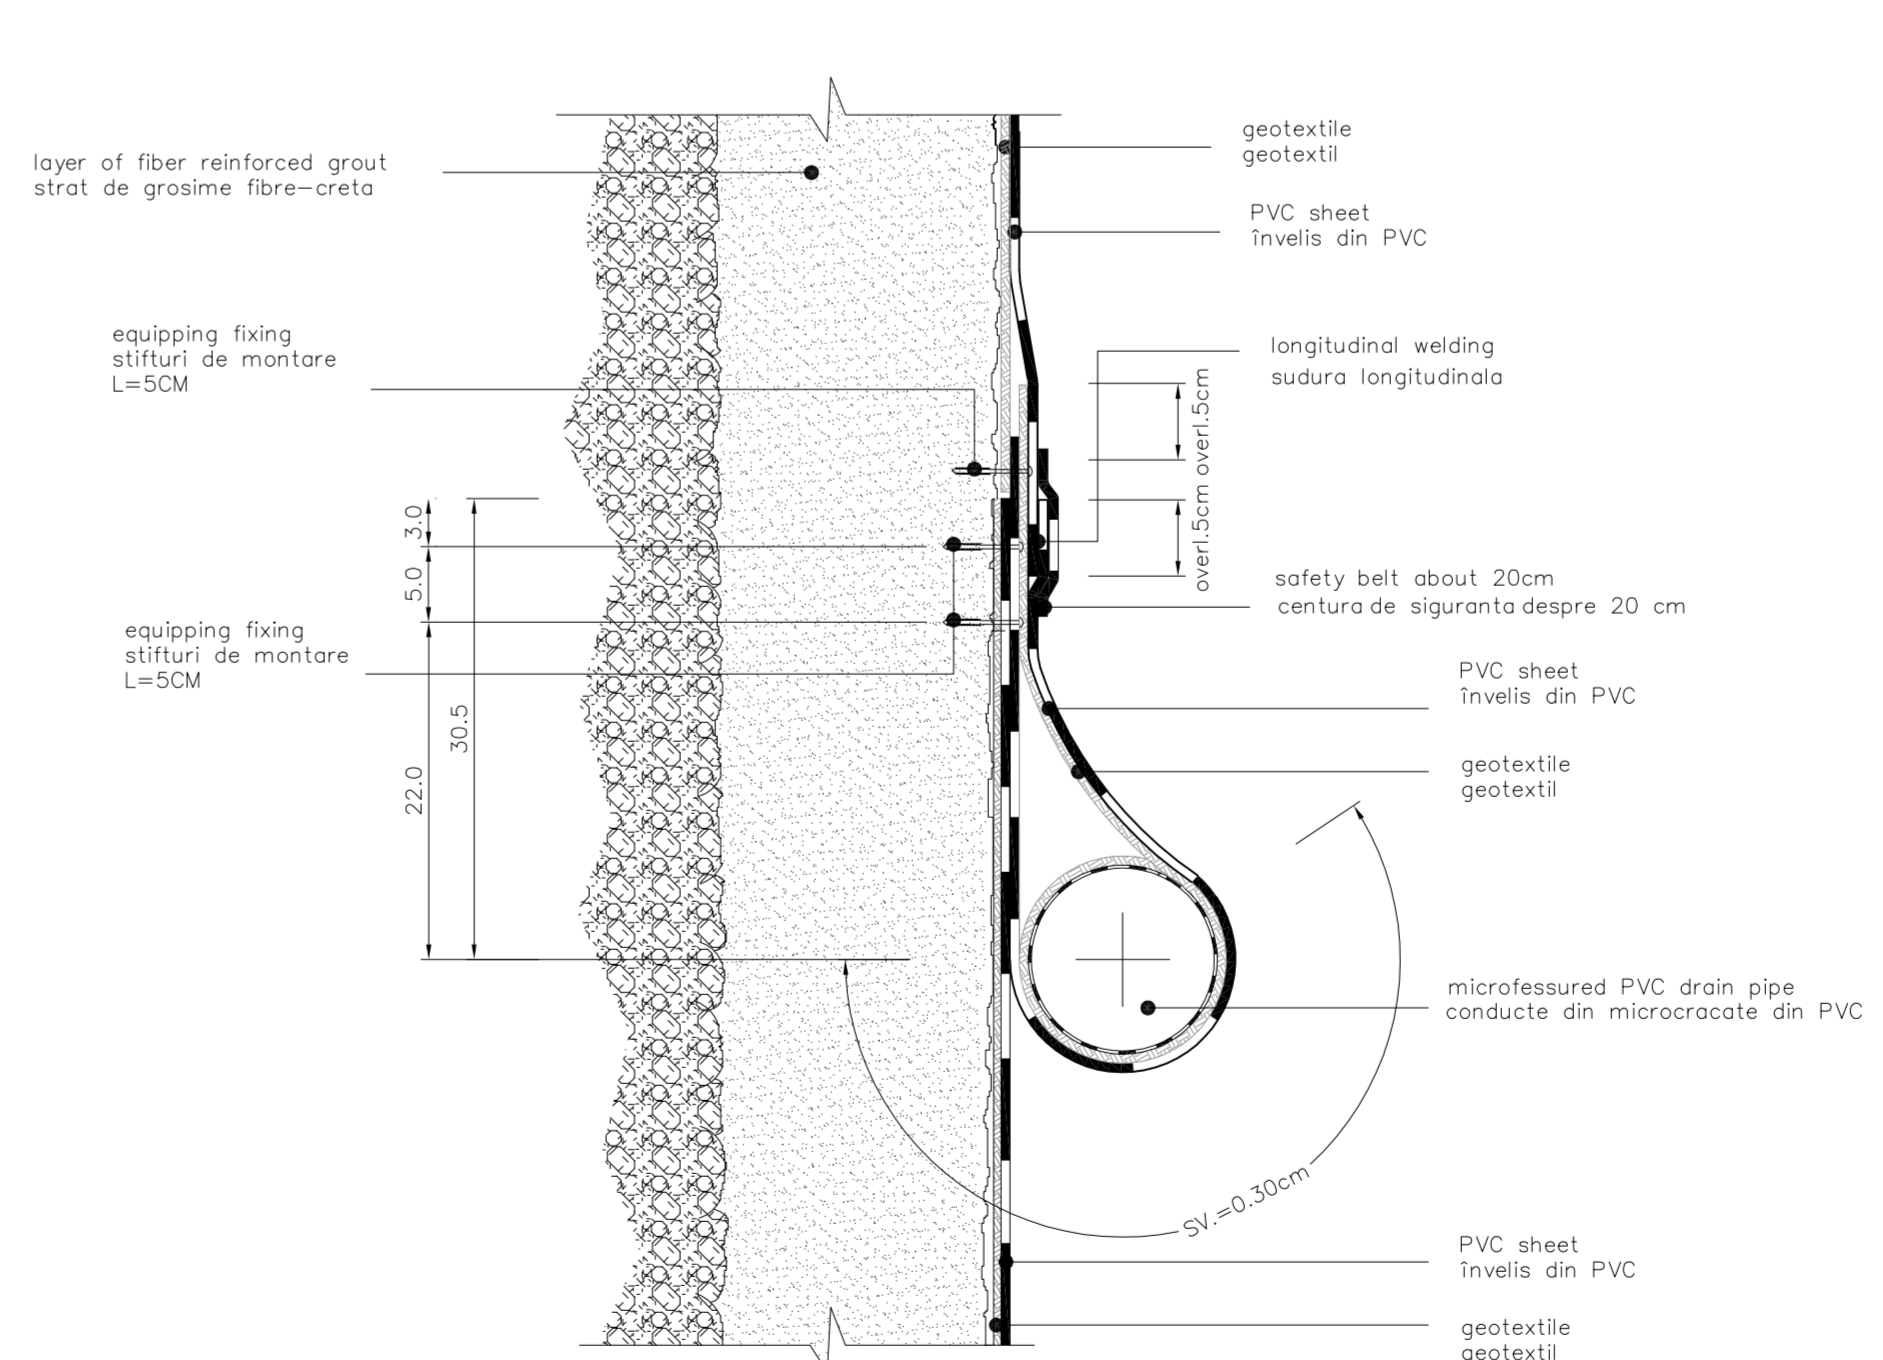 layer of fiber reinforced grout
strat de grosime fibre-creta
equipping fixing
stifturi de montare
L=5CM
3.0
5.0
equipping fixing
stifturi de montare
L=5CM
30.5
22.0
geotextile
geotextil
PVC sheet
învelis din PVC
longitudinal welding
sudura longitudinala
overl.5cm overl.5cm
safety belt about 20cm
centura de siguranta despre 20 cm
PVC sheet
învelis din PVC
geotextile
geotextil
microfessured PVC drain pipe
conducte din microcracate din PVC
SV.=0.30cm
PVC sheet
învelis din PVC
geotextile
geotextil